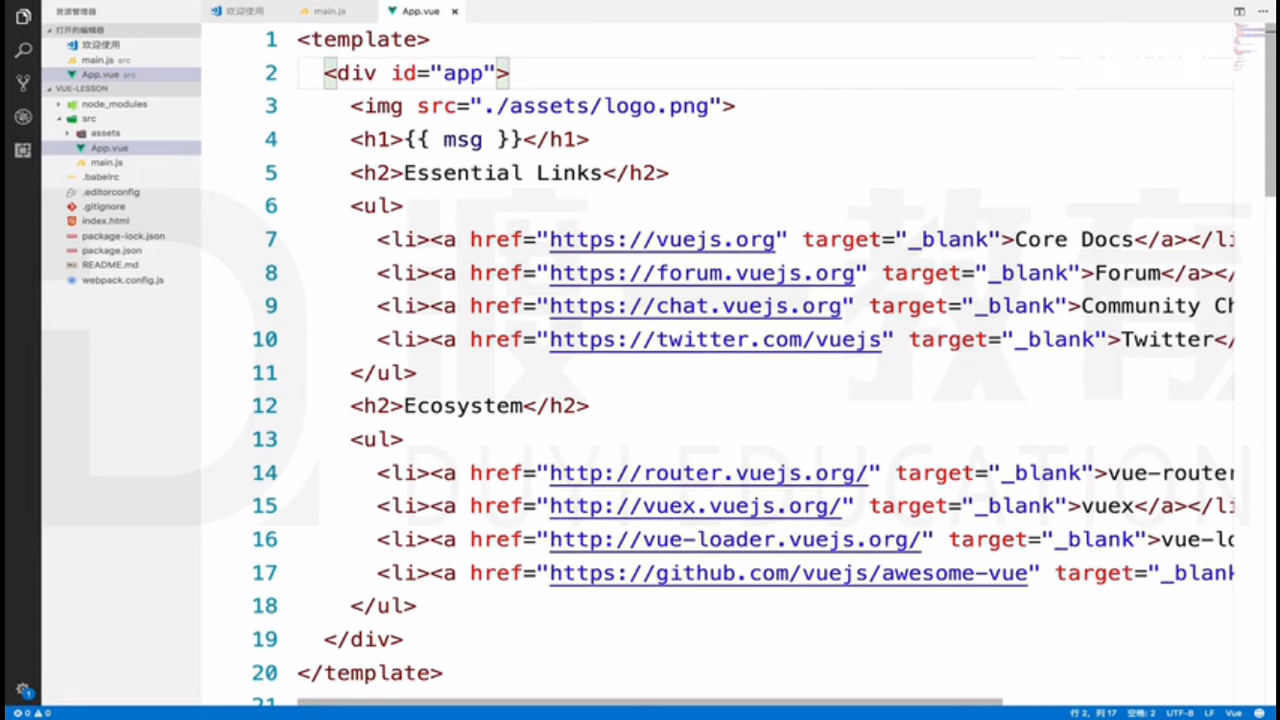 资源管理器
打开的编辑器
欢迎使用
main.js src
App.vue src
VUE-LESSON
node_modules
src
assets
App.vue
main.js
.babelrc
.editorconfig
.gitignore
index.html
package-lock.json
package.json
README.md
webpack.config.js
欢迎使用
main.js
App.vue
1 <template>
2 <div id="app">
3 <img src="./assets/logo.png">
4 <h1>{{ msg }}</h1>
5 <h2>Essential Links</h2>
6 <ul>
7 <li><a href="https://vuejs.org" target="_blank">Core Docs</a></li
8 <li><a href="https://forum.vuejs.org" target="_blank">Forum</a></
9 <li><a href="https://chat.vuejs.org" target="_blank">Community Ch
10 <li><a href="https://twitter.com/vuejs" target="_blank">Twitter</
11 </ul>
12 <h2>Ecosystem</h2>
13 <ul>
14 <li><a href="http://router.vuejs.org/" target="_blank">vue-router
15 <li><a href="http://vuex.vuejs.org/" target="_blank">vuex</a></li
16 <li><a href="http://vue-loader.vuejs.org/" target="_blank">vue-lo
17 <li><a href="https://github.com/vuejs/awesome-vue" target="_blank
18 </ul>
19 </div>
20 </template>
21
渡一教育
DUYI EDUCATION
1
0 0
行 2，列 17 空格: 2 UTF-8 LF Vue